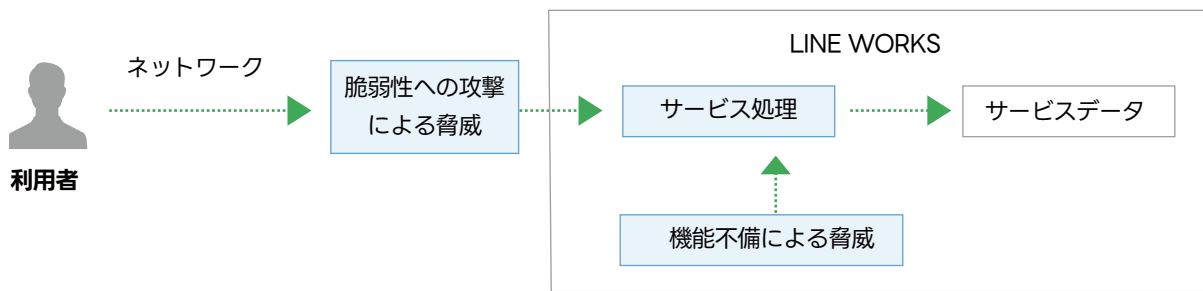 LINE WORKS
ネットワーク
脆弱性への攻撃
による脅威
サービス処理
サービスデータ
利用者
機能不備による脅威